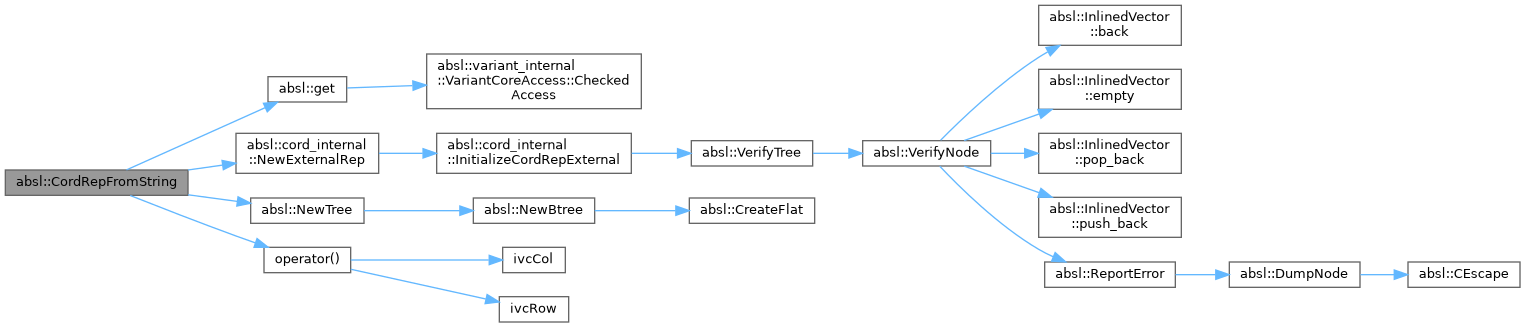 absl::CordRepFromString
absl::get
absl::variant_internal
::VariantCoreAccess::Checked
Access
absl::cord_internal
::NewExternalRep
absl::cord_internal
::InitializeCordRepExternal
absl::VerifyTree
absl::VerifyNode
absl::InlinedVector
::back
absl::InlinedVector
::empty
absl::InlinedVector
::pop_back
absl::InlinedVector
::push_back
absl::ReportError
absl::DumpNode
absl::CEscape
absl::NewTree
absl::NewBtree
absl::CreateFlat
operator()
ivcCol
ivcRow